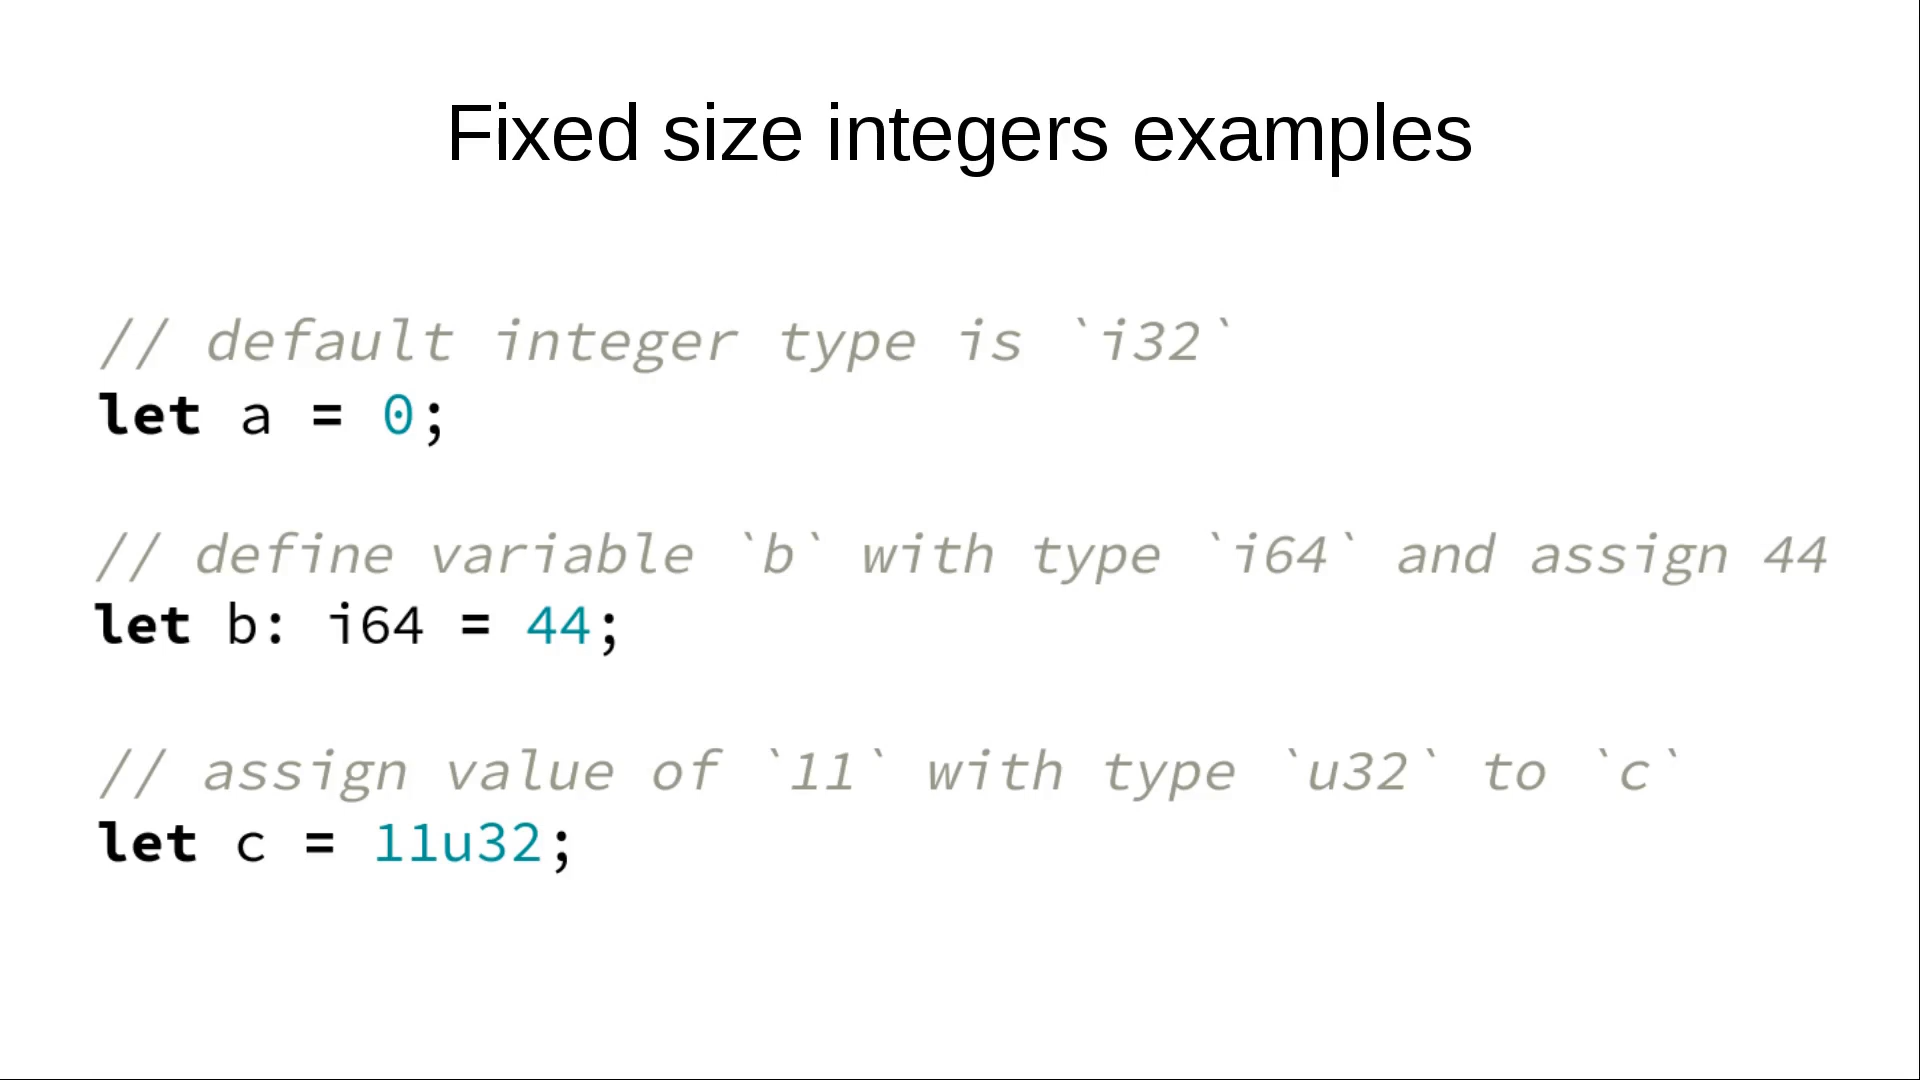 Fixed size integers examples
// default integer type is `i32`
let a = 0;
// define variable `b` with type `i64` and assign 44
let b: i64 = 44;
// assign value of `11` with type `u32` to `c`
let c = 11u32;